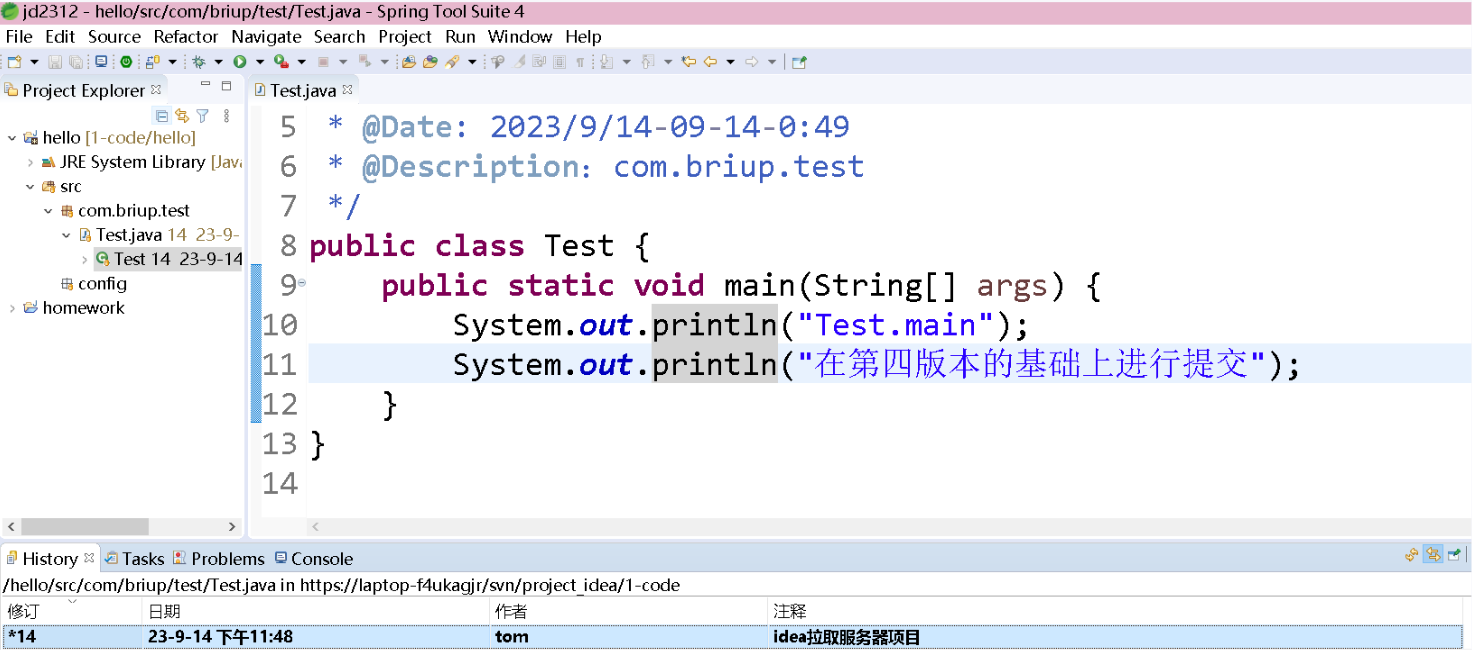 jd2312 - hello/src/com/briup/test/Test.java - Spring Tool Suite 4
File Edit Source Refactor Navigate Search Project Run Window Help
Project Explorer
hello [1-code/hello]
JRE System Library [Java
src
com.briup.test
Test.java 14 23-9-
Test 14 23-9-14
config
homework
Test.java
5 * @Date: 2023/9/14-09-14-0:49
6 * @Description: com.briup.test
7 */
8 public class Test {
9 public static void main(String[] args) {
10 System.out.println("Test.main");
11 System.out.println("在第四版本的基础上进行提交");
12 }
13 }
14
History Tasks Problems Console
/hello/src/com/briup/test/Test.java in https://laptop-f4ukagjr/svn/project_idea/1-code
修订 日期 作者 注释
*14 23-9-14 下午11:48 tom idea拉取服务器项目